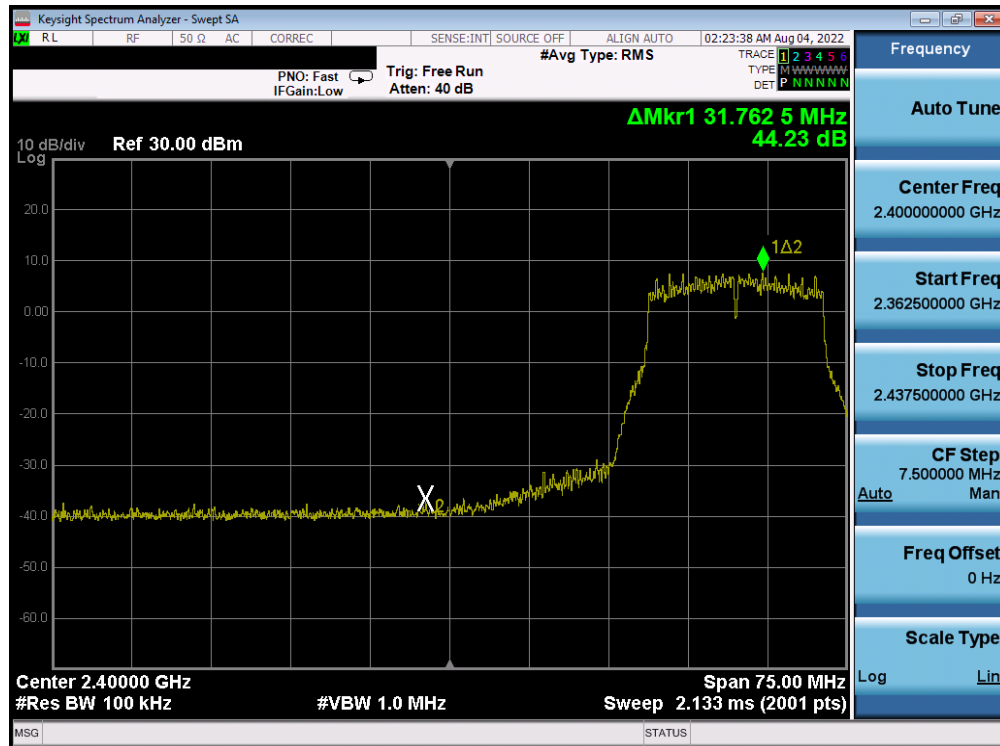 Keysight Spectrum Analyzer - Swept SA
LXI RL RF 50 Ω AC CORREC SENSE:INT SOURCE OFF ALIGN AUTO 02:23:38 AM Aug 04, 2022
#Avg Type: RMS
TRACE 1 2 3 4 5 6
TYPE M W W W W W
DET P N N N N N
PNO: Fast
IFGain:Low
Trig: Free Run
Atten: 40 dB
ΔMkr1 31.762 5 MHz
44.23 dB
10 dB/div
Log
Ref 30.00 dBm
20.0
10.0
0.00
-10.0
-20.0
-30.0
-40.0
-50.0
-60.0
1Δ2
X2
Center 2.40000 GHz
Span 75.00 MHz
#Res BW 100 kHz
#VBW 1.0 MHz
Sweep 2.133 ms (2001 pts)
MSG
STATUS
Frequency
Auto Tune
Center Freq
2.400000000 GHz
Start Freq
2.362500000 GHz
Stop Freq
2.437500000 GHz
CF Step
7.500000 MHz
Auto Man
Freq Offset
0 Hz
Scale Type
Log Lin